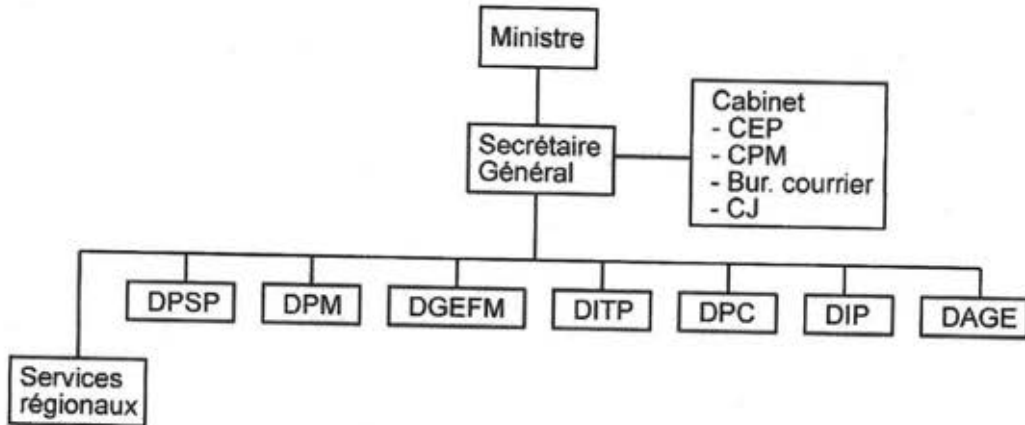 Ministre
Secrétaire
Général
Cabinet
- CEP
- CPM
- Bur. courrier
- CJ
DPSP
DPM
DGEFM
DITP
DPC
DIP
DAGE
Services
régionaux